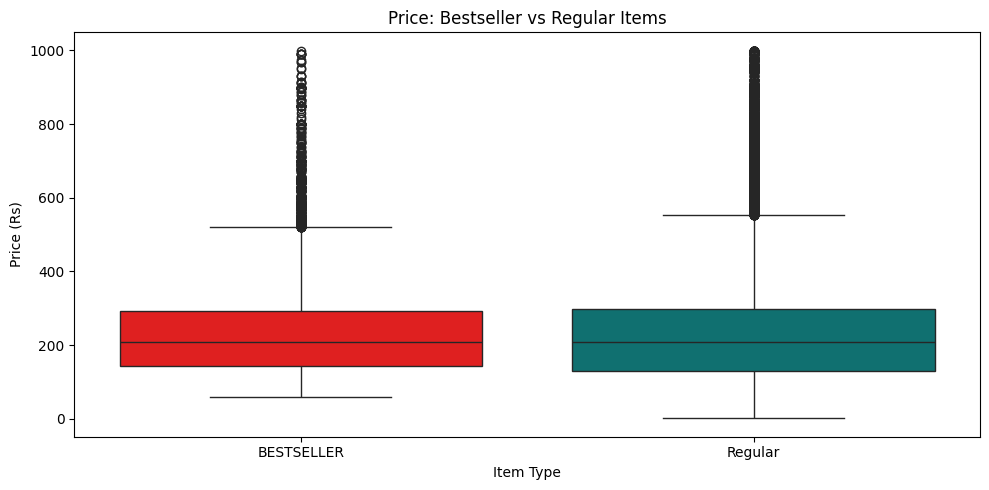 Price: Bestseller vs Regular Items
Price (Rs)
1000
800
600
400
200
0
BESTSELLER
Regular
Item Type